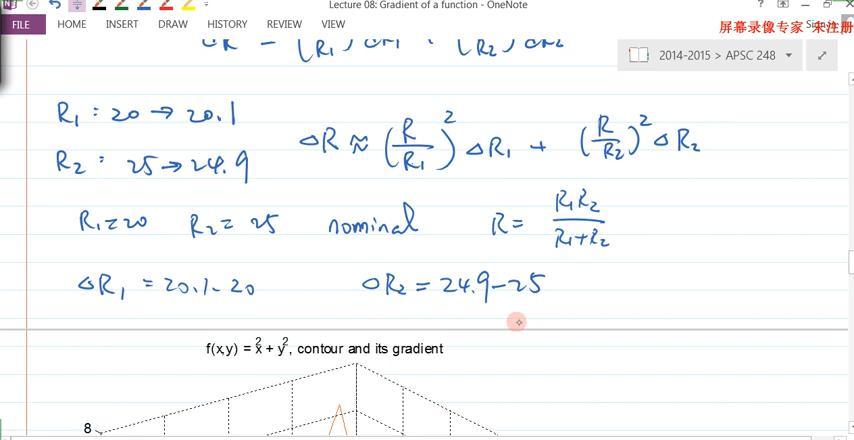 Lecture 08: Gradient of a function - OneNote
屏幕录像专家 未注册
FILE HOME INSERT DRAW HISTORY REVIEW VIEW
2014-2015 > APSC 248
R₁ : 20 → 20.1
ΔR ≈ (R/R₁)² ΔR₁ + (R/R₂)² ΔR₂
R₂ = 25 → 24.9
R₁ = 20 R₂ = 25 nominal R = R₁R₂/(R₁+R₂)
ΔR₁ = 20.1 - 20 ΔR₂ = 24.9 - 25
f(x,y) = x² + y², contour and its gradient
8